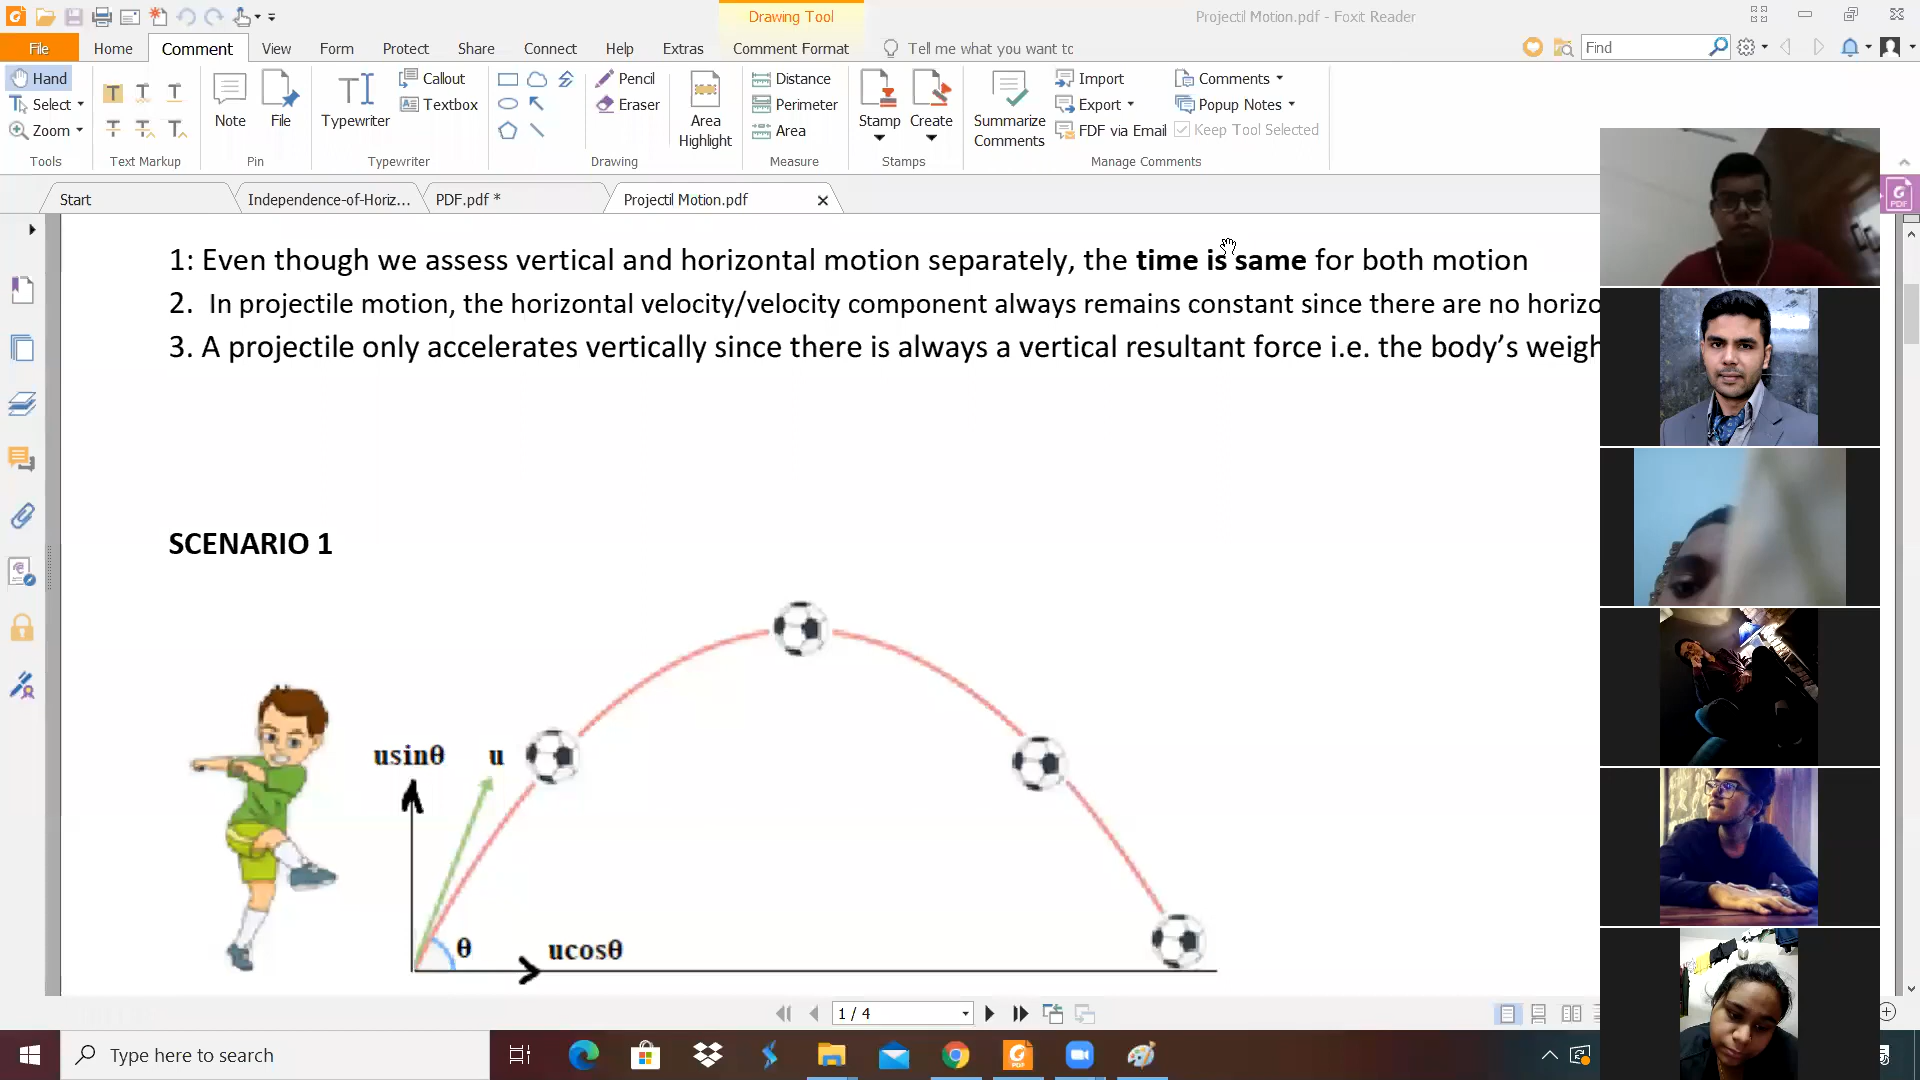 Drawing Tool
Projectil Motion.pdf - Foxit Reader
File Home Comment View Form Protect Share Connect Help Extras Comment Format Tell me what you want to Find
Hand
Select
Zoom
Tools
Text Markup
Note
File
Pin
Typewriter
Callout
Textbox
Typewriter
Pencil
Eraser
Drawing
Area
Highlight
Distance
Perimeter
Area
Measure
Stamp
Create
Stamps
Summarize
Comments
Import
Export
FDF via Email
Comments
Popup Notes
Keep Tool Selected
Manage Comments
Start Independence-of-Horiz... PDF.pdf * Projectil Motion.pdf
1: Even though we assess vertical and horizontal motion separately, the time is same for both motion
2. In projectile motion, the horizontal velocity/velocity component always remains constant since there are no horizo
3. A projectile only accelerates vertically since there is always a vertical resultant force i.e. the body's weigh
SCENARIO 1
usinθ u
θ ucosθ
1 / 4
Type here to search